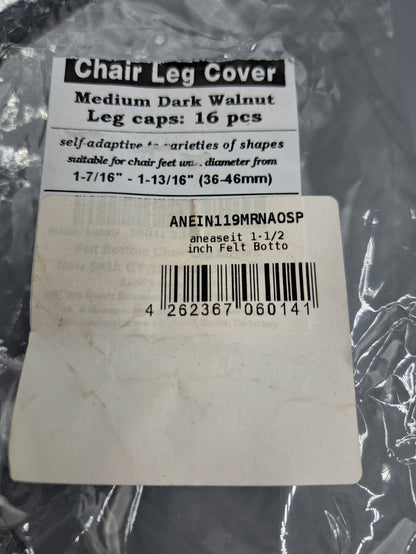 Chair Leg Cover
Medium Dark Walnut
Leg caps: 16 pcs
self-adaptive to varieties of shapes
suitable for chair feet diameter from
1-7/16" - 1-13/16" (36-46mm)
ANEIN119MRNAOSP
aneaseit 1-1/2
inch Felt Botto
4 262367 060141
Felt Bottom